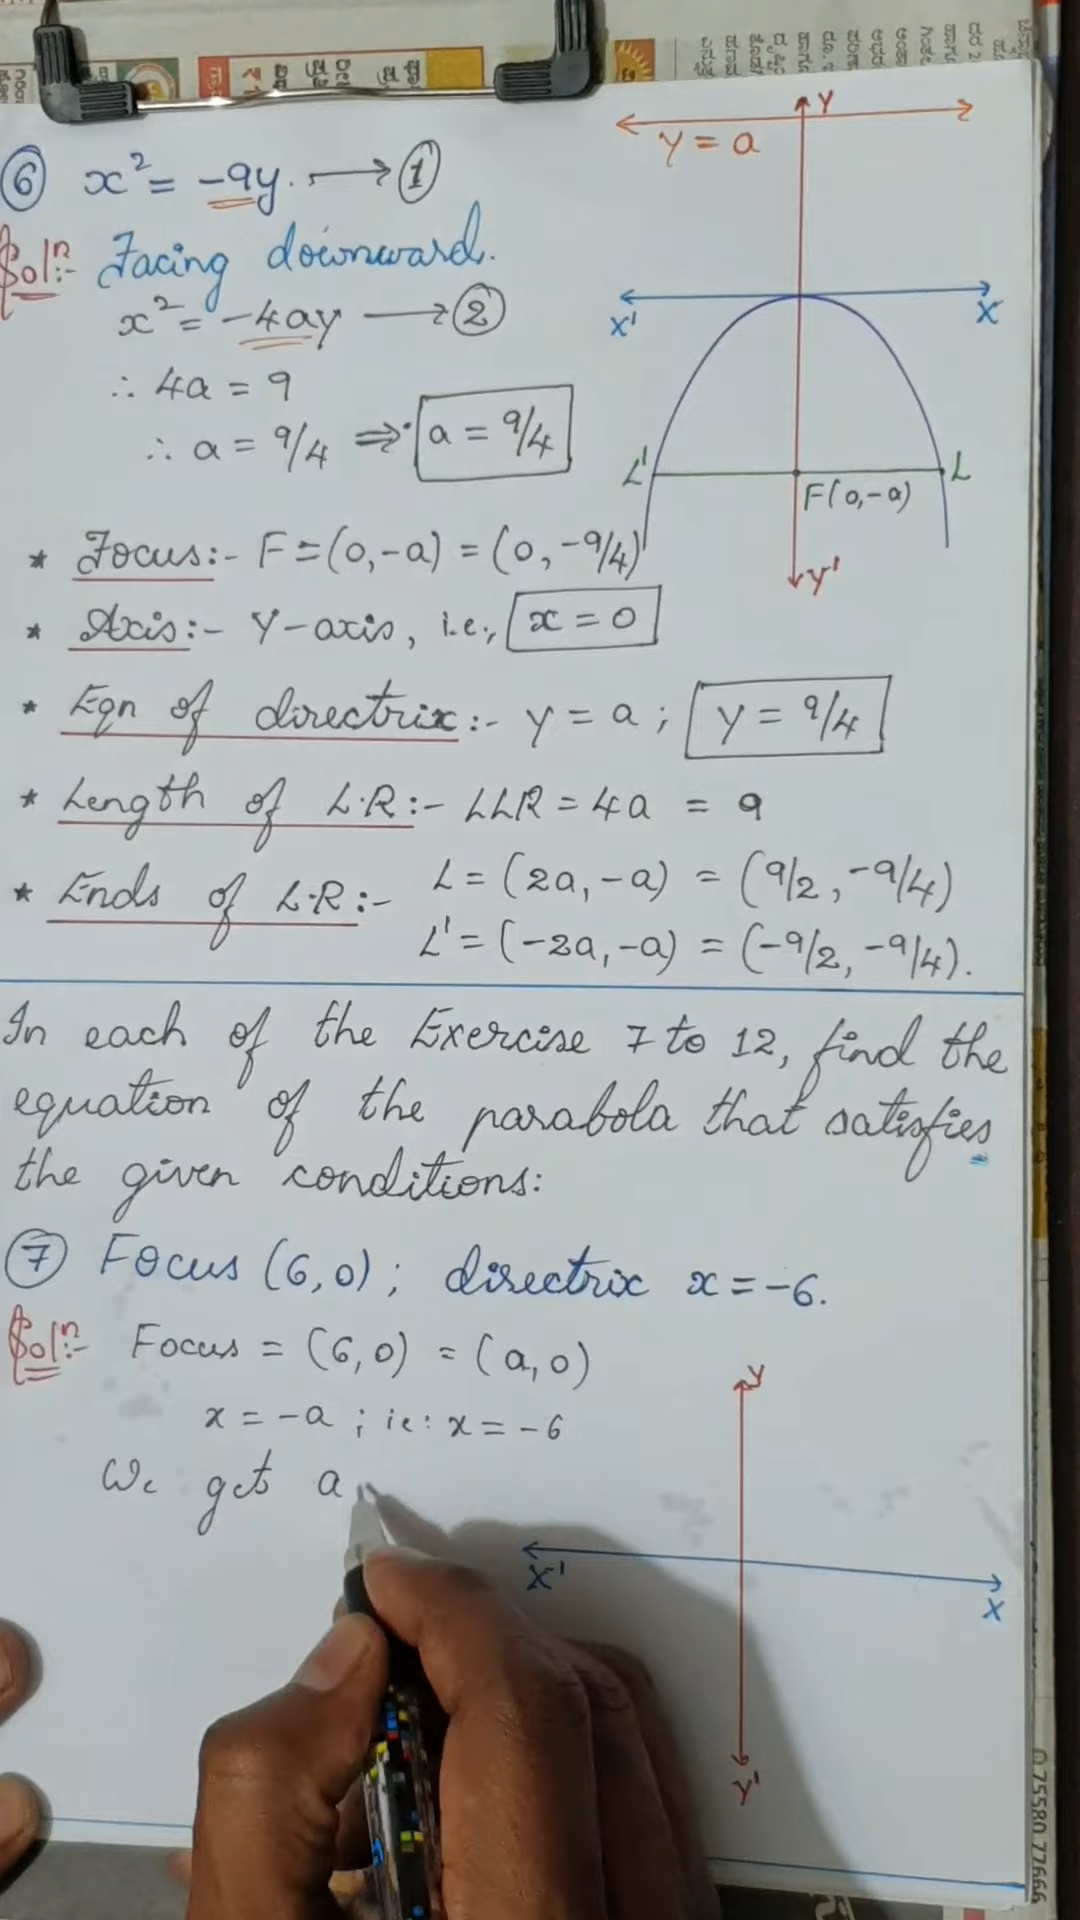 y = a
Y
⑥ x² = -9y. → ①
Solⁿ:- Facing downward.
x² = -4ay → ②
X' X
∴ 4a = 9
∴ a = 9/4 ⇒ a = 9/4
L' L
F(0,-a)
Y'
* Focus:- F = (0,-a) = (0, -9/4)
* Axis:- Y-axis, i.e., x = 0
* Eqn of directrix:- y = a ; y = 9/4
* Length of L.R:- LLR = 4a = 9
* Ends of L.R:- L = (2a, -a) = (9/2, -9/4)
L' = (-2a, -a) = (-9/2, -9/4).
In each of the Exercise 7 to 12, find the
equation of the parabola that satisfies
the given conditions:
⑦ Focus (6,0) ; directrix x = -6.
Solⁿ:- Focus = (6,0) = (a,0)
x = -a ; ie: x = -6
We get a
Y
X' X
Y'
0 75580 77666